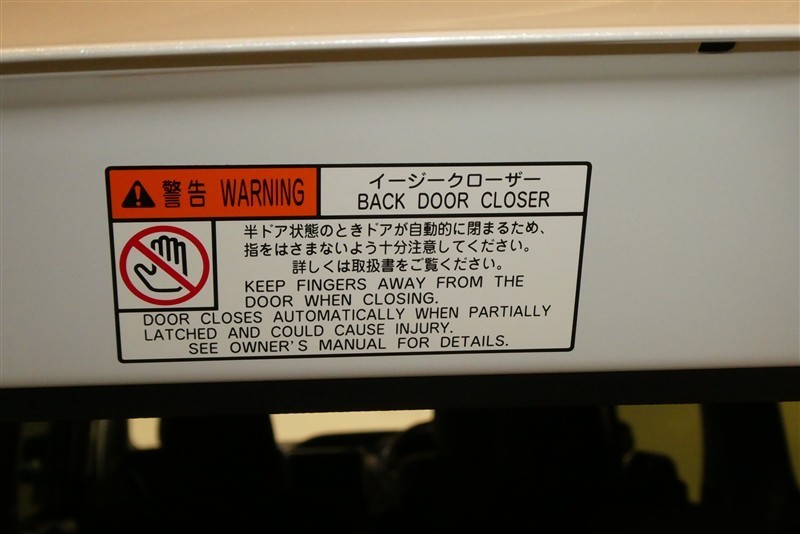 警告 WARNING
イージークローザー
BACK DOOR CLOSER
半ドア状態のときドアが自動的に閉まるため、
指をはさまないよう十分注意してください。
詳しくは取扱書をご覧ください。
KEEP FINGERS AWAY FROM THE
DOOR WHEN CLOSING.
DOOR CLOSES AUTOMATICALLY WHEN PARTIALLY
LATCHED AND COULD CAUSE INJURY.
SEE OWNER'S MANUAL FOR DETAILS.